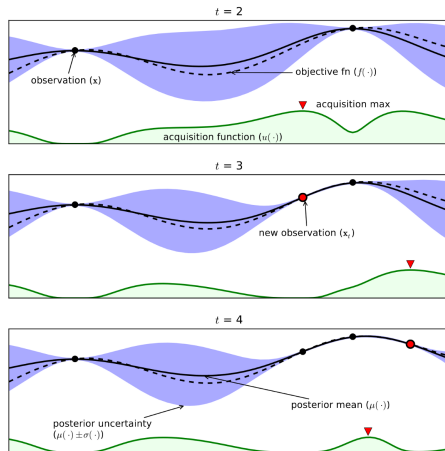 t = 2
observation (x)
objective fn (f(·))
acquisition max
acquisition function (u(·))
t = 3
new observation (xₜ)
t = 4
posterior mean (μ(·))
posterior uncertainty
(μ(·) ± σ(·))